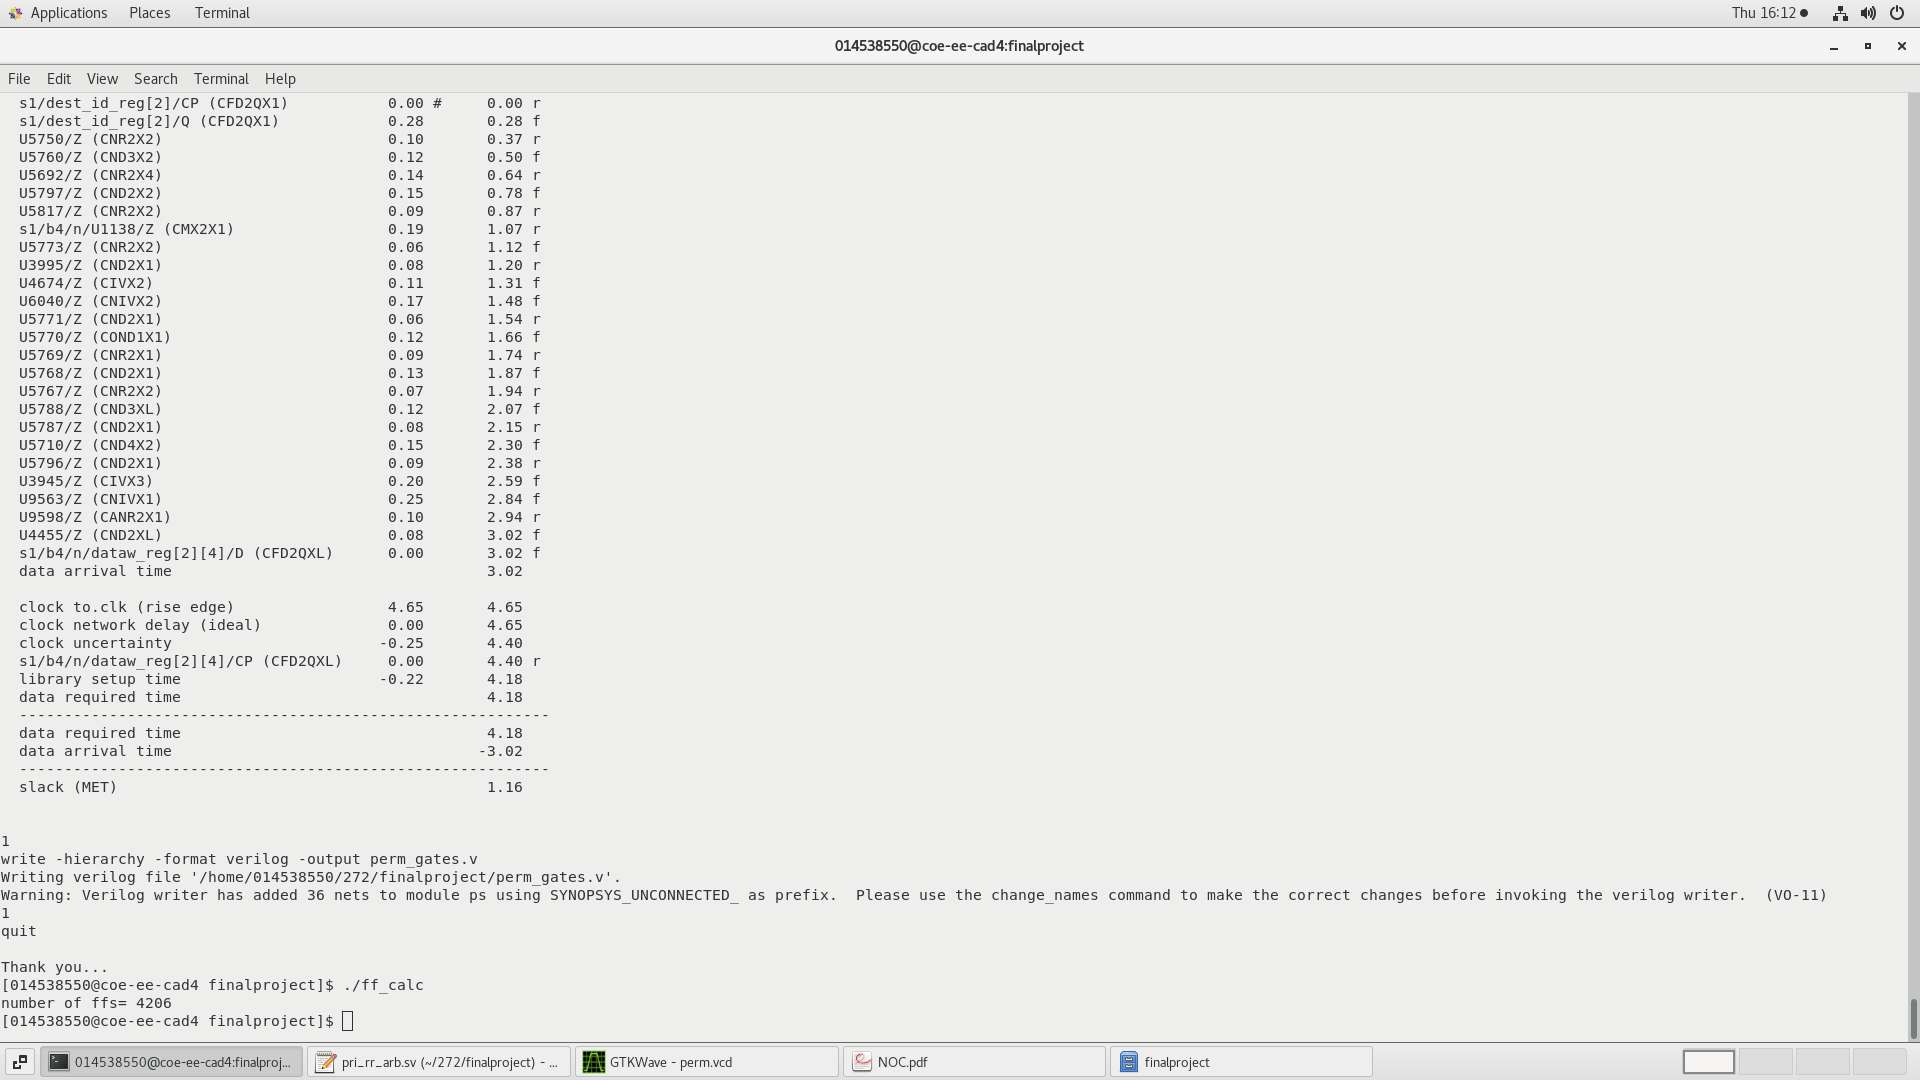 Applications Places Terminal Thu 16:12
014538550@coe-ee-cad4:finalproject
File Edit View Search Terminal Help
s1/dest_id_reg[2]/CP (CFD2QX1) 0.00 # 0.00 r
s1/dest_id_reg[2]/Q (CFD2QX1) 0.28 0.28 f
U5750/Z (CNR2X2) 0.10 0.37 r
U5760/Z (CND3X2) 0.12 0.50 f
U5692/Z (CNR2X4) 0.14 0.64 r
U5797/Z (CND2X2) 0.15 0.78 f
U5817/Z (CNR2X2) 0.09 0.87 r
s1/b4/n/U1138/Z (CMX2X1) 0.19 1.07 r
U5773/Z (CNR2X2) 0.06 1.12 f
U3995/Z (CND2X1) 0.08 1.20 r
U4674/Z (CIVX2) 0.11 1.31 f
U6040/Z (CNIVX2) 0.17 1.48 f
U5771/Z (CND2X1) 0.06 1.54 r
U5770/Z (COND1X1) 0.12 1.66 f
U5769/Z (CNR2X1) 0.09 1.74 r
U5768/Z (CND2X1) 0.13 1.87 f
U5767/Z (CNR2X2) 0.07 1.94 r
U5788/Z (CND3XL) 0.12 2.07 f
U5787/Z (CND2X1) 0.08 2.15 r
U5710/Z (CND4X2) 0.15 2.30 f
U5796/Z (CND2X1) 0.09 2.38 r
U3945/Z (CIVX3) 0.20 2.59 f
U9563/Z (CNIVX1) 0.25 2.84 f
U9598/Z (CANR2X1) 0.10 2.94 r
U4455/Z (CND2XL) 0.08 3.02 f
s1/b4/n/dataw_reg[2][4]/D (CFD2QXL) 0.00 3.02 f
data arrival time 3.02
clock to.clk (rise edge) 4.65 4.65
clock network delay (ideal) 0.00 4.65
clock uncertainty -0.25 4.40
s1/b4/n/dataw_reg[2][4]/CP (CFD2QXL) 0.00 4.40 r
library setup time -0.22 4.18
data required time 4.18
-----------------------------------------------------------
data required time 4.18
data arrival time -3.02
-----------------------------------------------------------
slack (MET) 1.16
1
write -hierarchy -format verilog -output perm_gates.v
Writing verilog file '/home/014538550/272/finalproject/perm_gates.v'.
Warning: Verilog writer has added 36 nets to module ps using SYNOPSYS_UNCONNECTED_ as prefix.  Please use the change_names command to make the correct changes before invoking the verilog writer.  (VO-11)
1
quit
Thank you...
[014538550@coe-ee-cad4 finalproject]$ ./ff_calc
number of ffs= 4206
[014538550@coe-ee-cad4 finalproject]$
014538550@coe-ee-cad4:finalproj... pri_rr_arb.sv (~/272/finalproject) - ... GTKWave - perm.vcd NOC.pdf finalproject